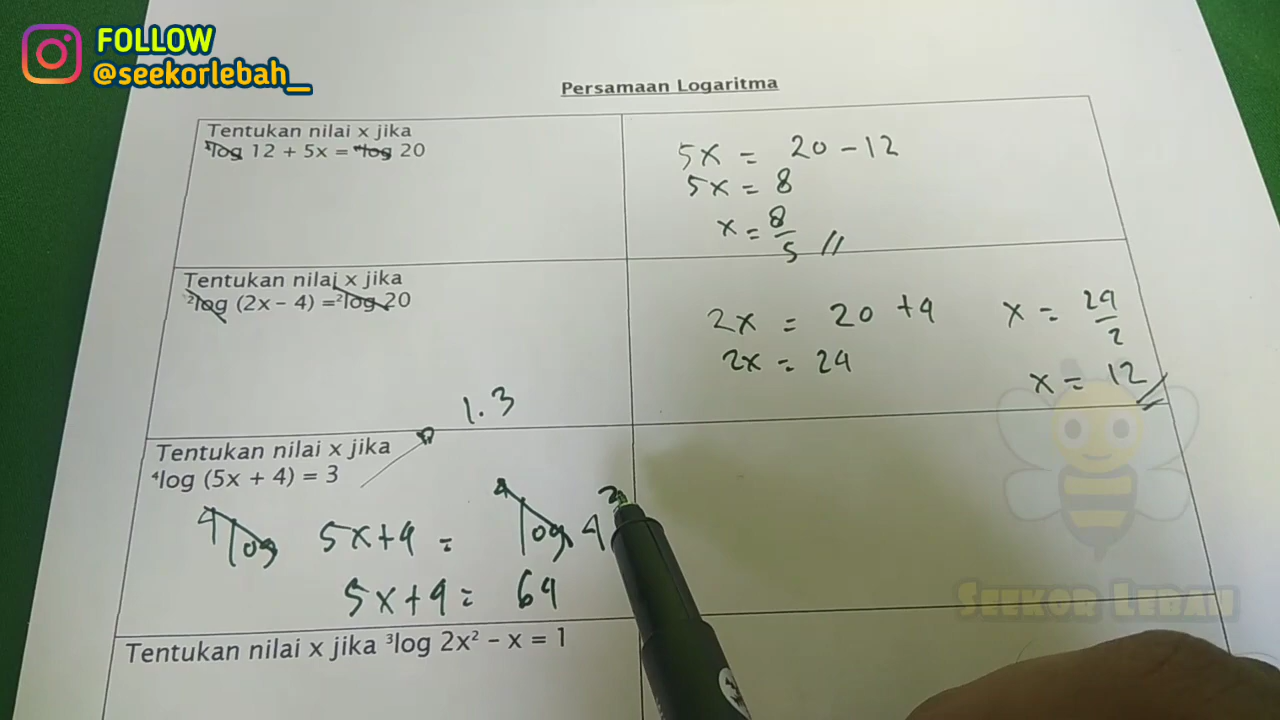 FOLLOW
@seekorlebah_
Persamaan Logaritma
Tentukan nilai x jika
⁴log 12 + 5x = ⁴log 20
5x = 20 - 12
5x = 8
x = 8/5 //
Tentukan nilai x jika
²log (2x – 4) = ²log 20
2x = 20 + 4
2x = 24
x = 24/2
x = 12 //
1.3
Tentukan nilai x jika
⁴log (5x + 4) = 3
⁴log 5x+4 = ⁴log 4³
5x+4 = 64
Tentukan nilai x jika ³log 2x² – x = 1
SEEKOR LEBAH